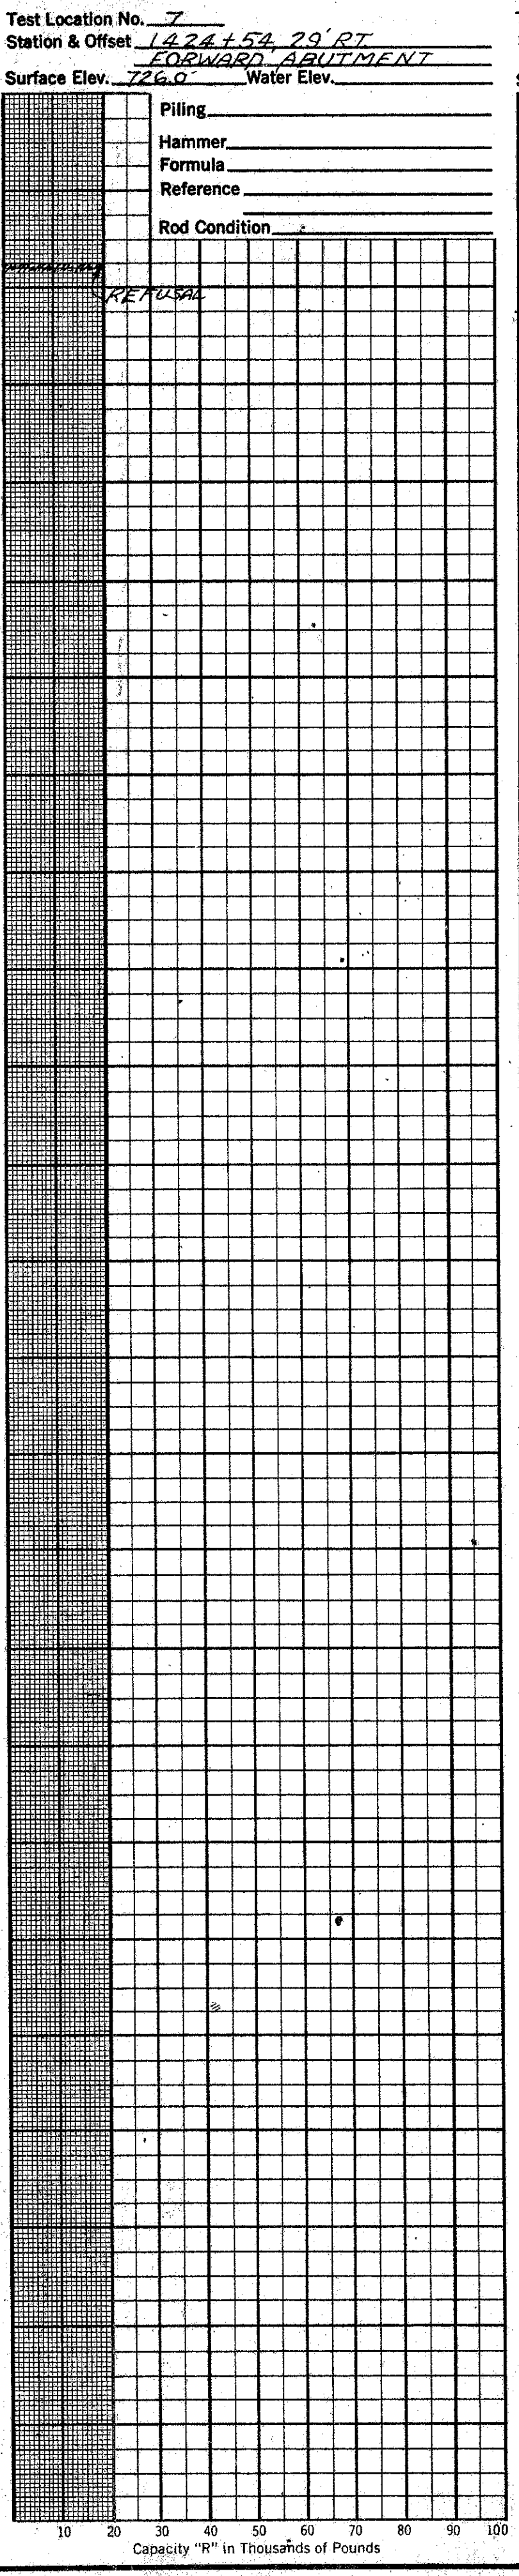 Test Location No. 7
Station & Offset 1424+54, 29' RT.
FORWARD ABUTMENT
Surface Elev. 726.0' Water Elev.
Piling
Hammer
Formula
Reference
Rod Condition
REFUSAL
10 20 30 40 50 60 70 80 90 100
Capacity "R" in Thousands of Pounds